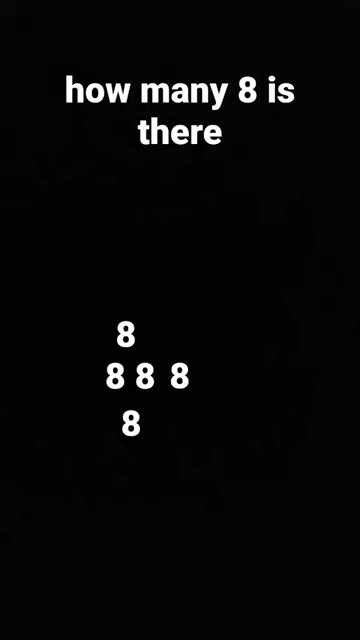 how many 8 is
there
8
8 8 8
8